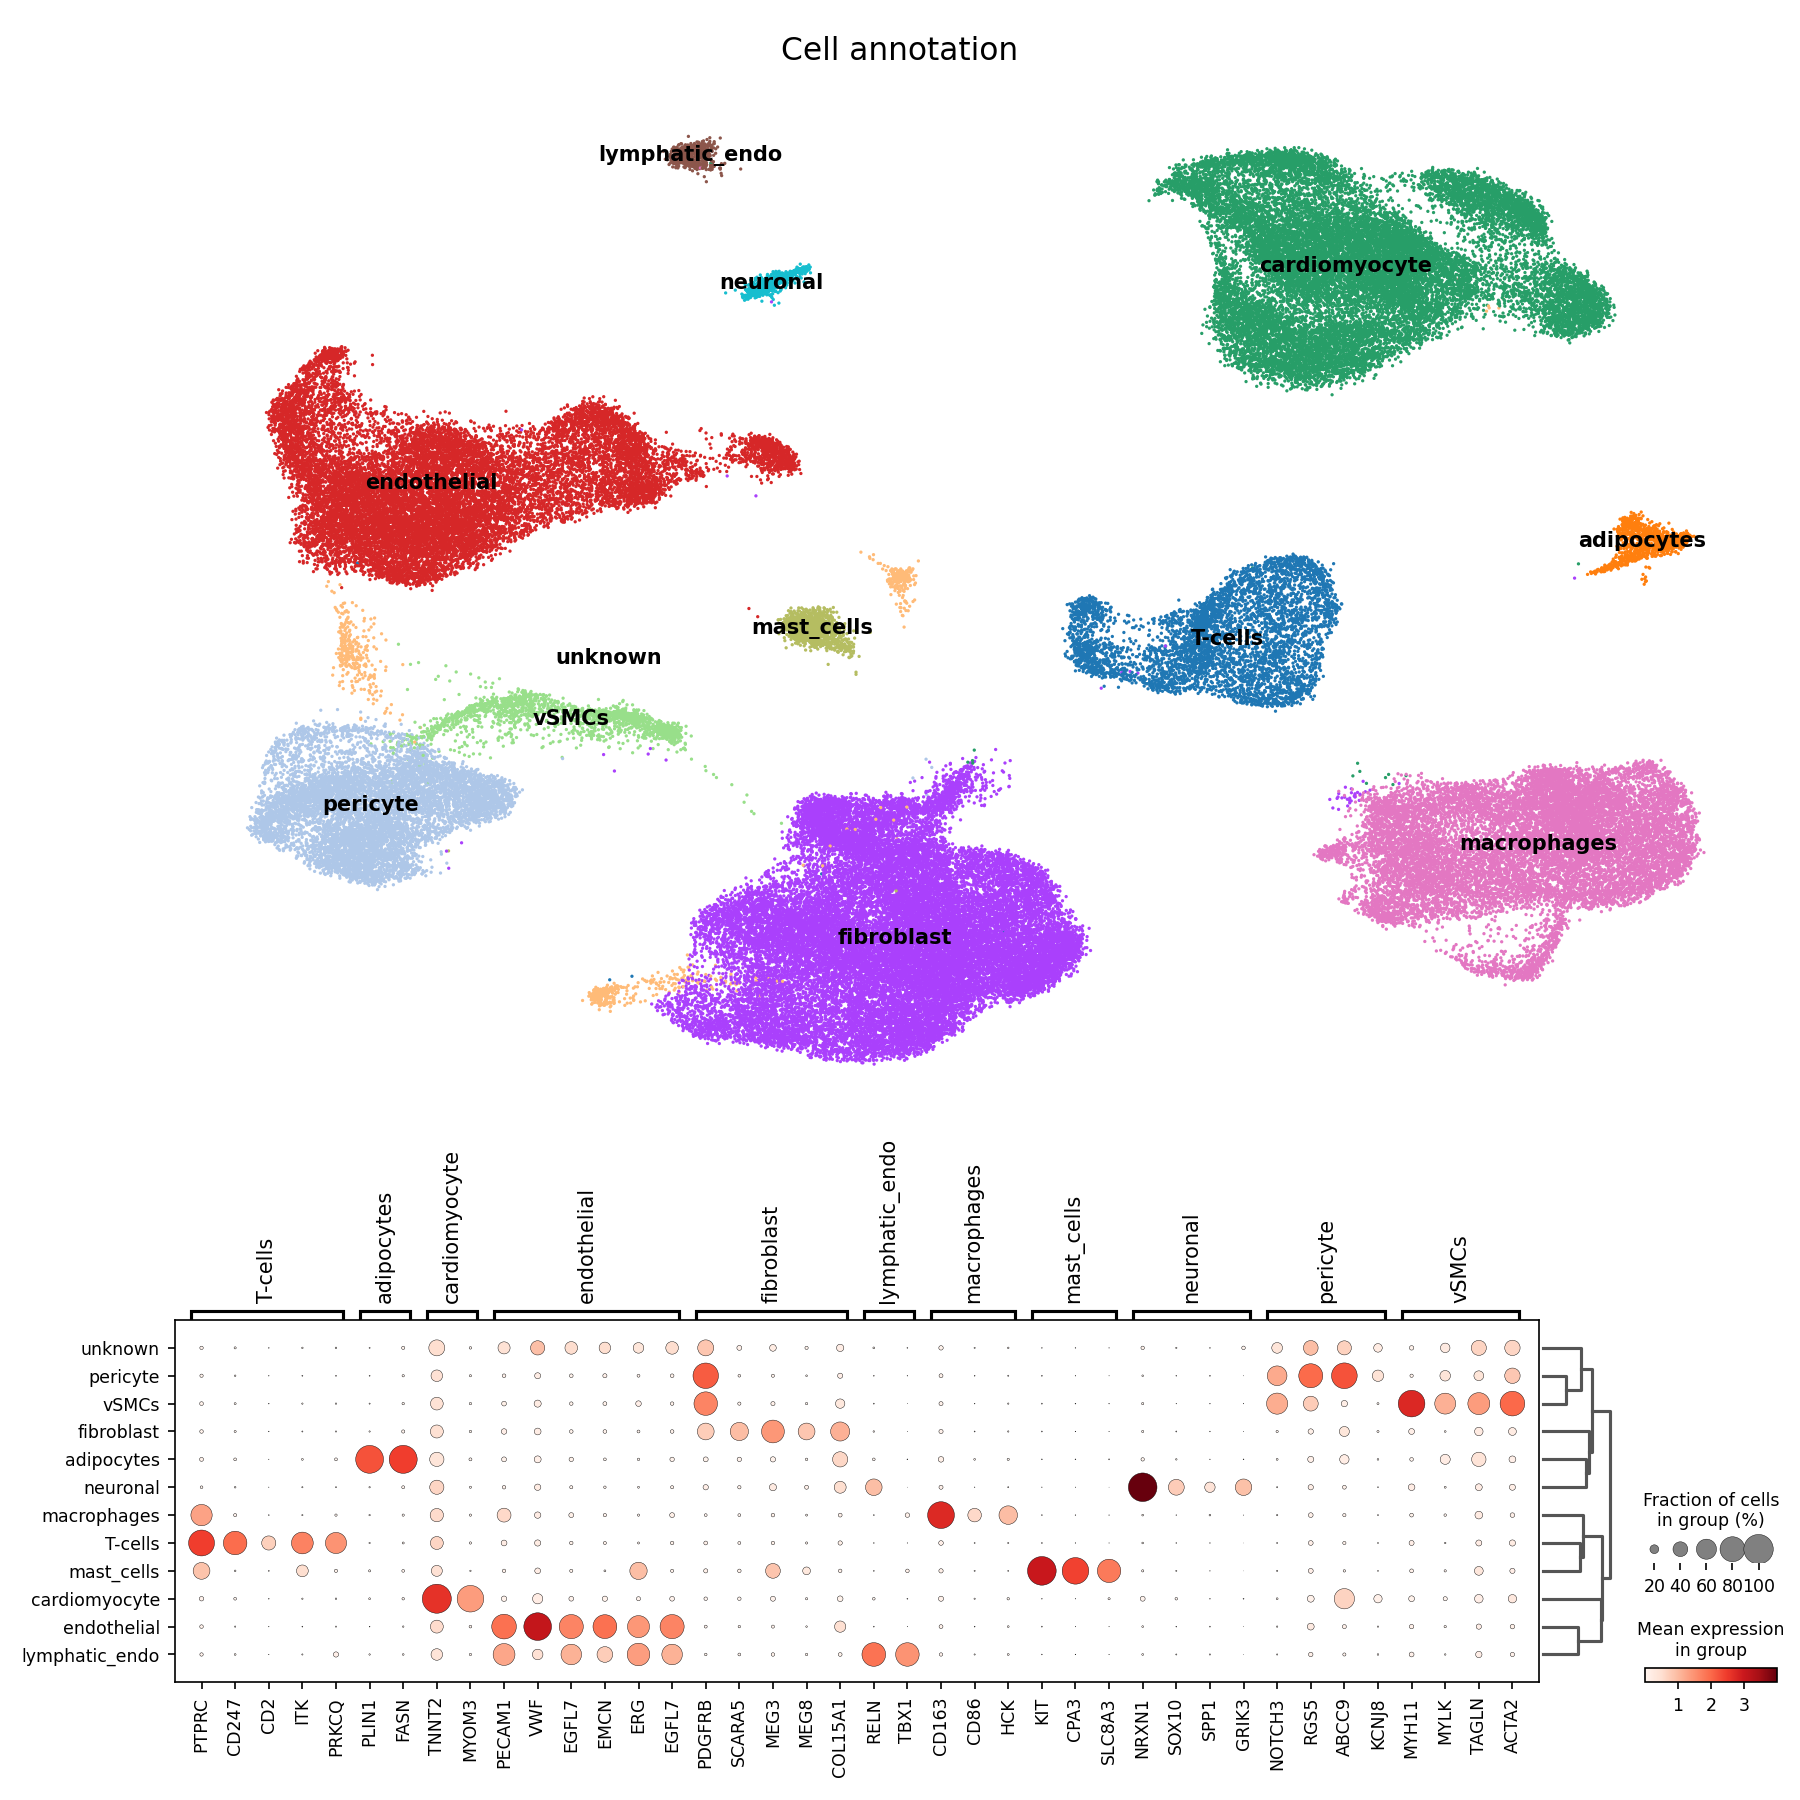 Cell annotation
lymphatic_endo
neuronal
cardiomyocyte
endothelial
adipocytes
mast_cells
T-cells
unknown
vSMCs
pericyte
macrophages
fibroblast
T-cells
adipocytes
cardiomyocyte
endothelial
fibroblast
lymphatic_endo
macrophages
mast_cells
neuronal
pericyte
vSMCs
unknown
pericyte
vSMCs
fibroblast
adipocytes
neuronal
macrophages
T-cells
mast_cells
cardiomyocyte
endothelial
lymphatic_endo
PTPRC
CD247
CD2
ITK
PRKCQ
PLIN1
FASN
TNNT2
MYOM3
PECAM1
VWF
EGFL7
EMCN
ERG
EGFL7
PDGFRB
SCARA5
MEG3
MEG8
COL15A1
RELN
TBX1
CD163
CD86
HCK
KIT
CPA3
SLC8A3
NRXN1
SOX10
SPP1
GRIK3
NOTCH3
RGS5
ABCC9
KCNJ8
MYH11
MYLK
TAGLN
ACTA2
Fraction of cells
in group (%)
20 40 60 80 100
Mean expression
in group
1 2 3